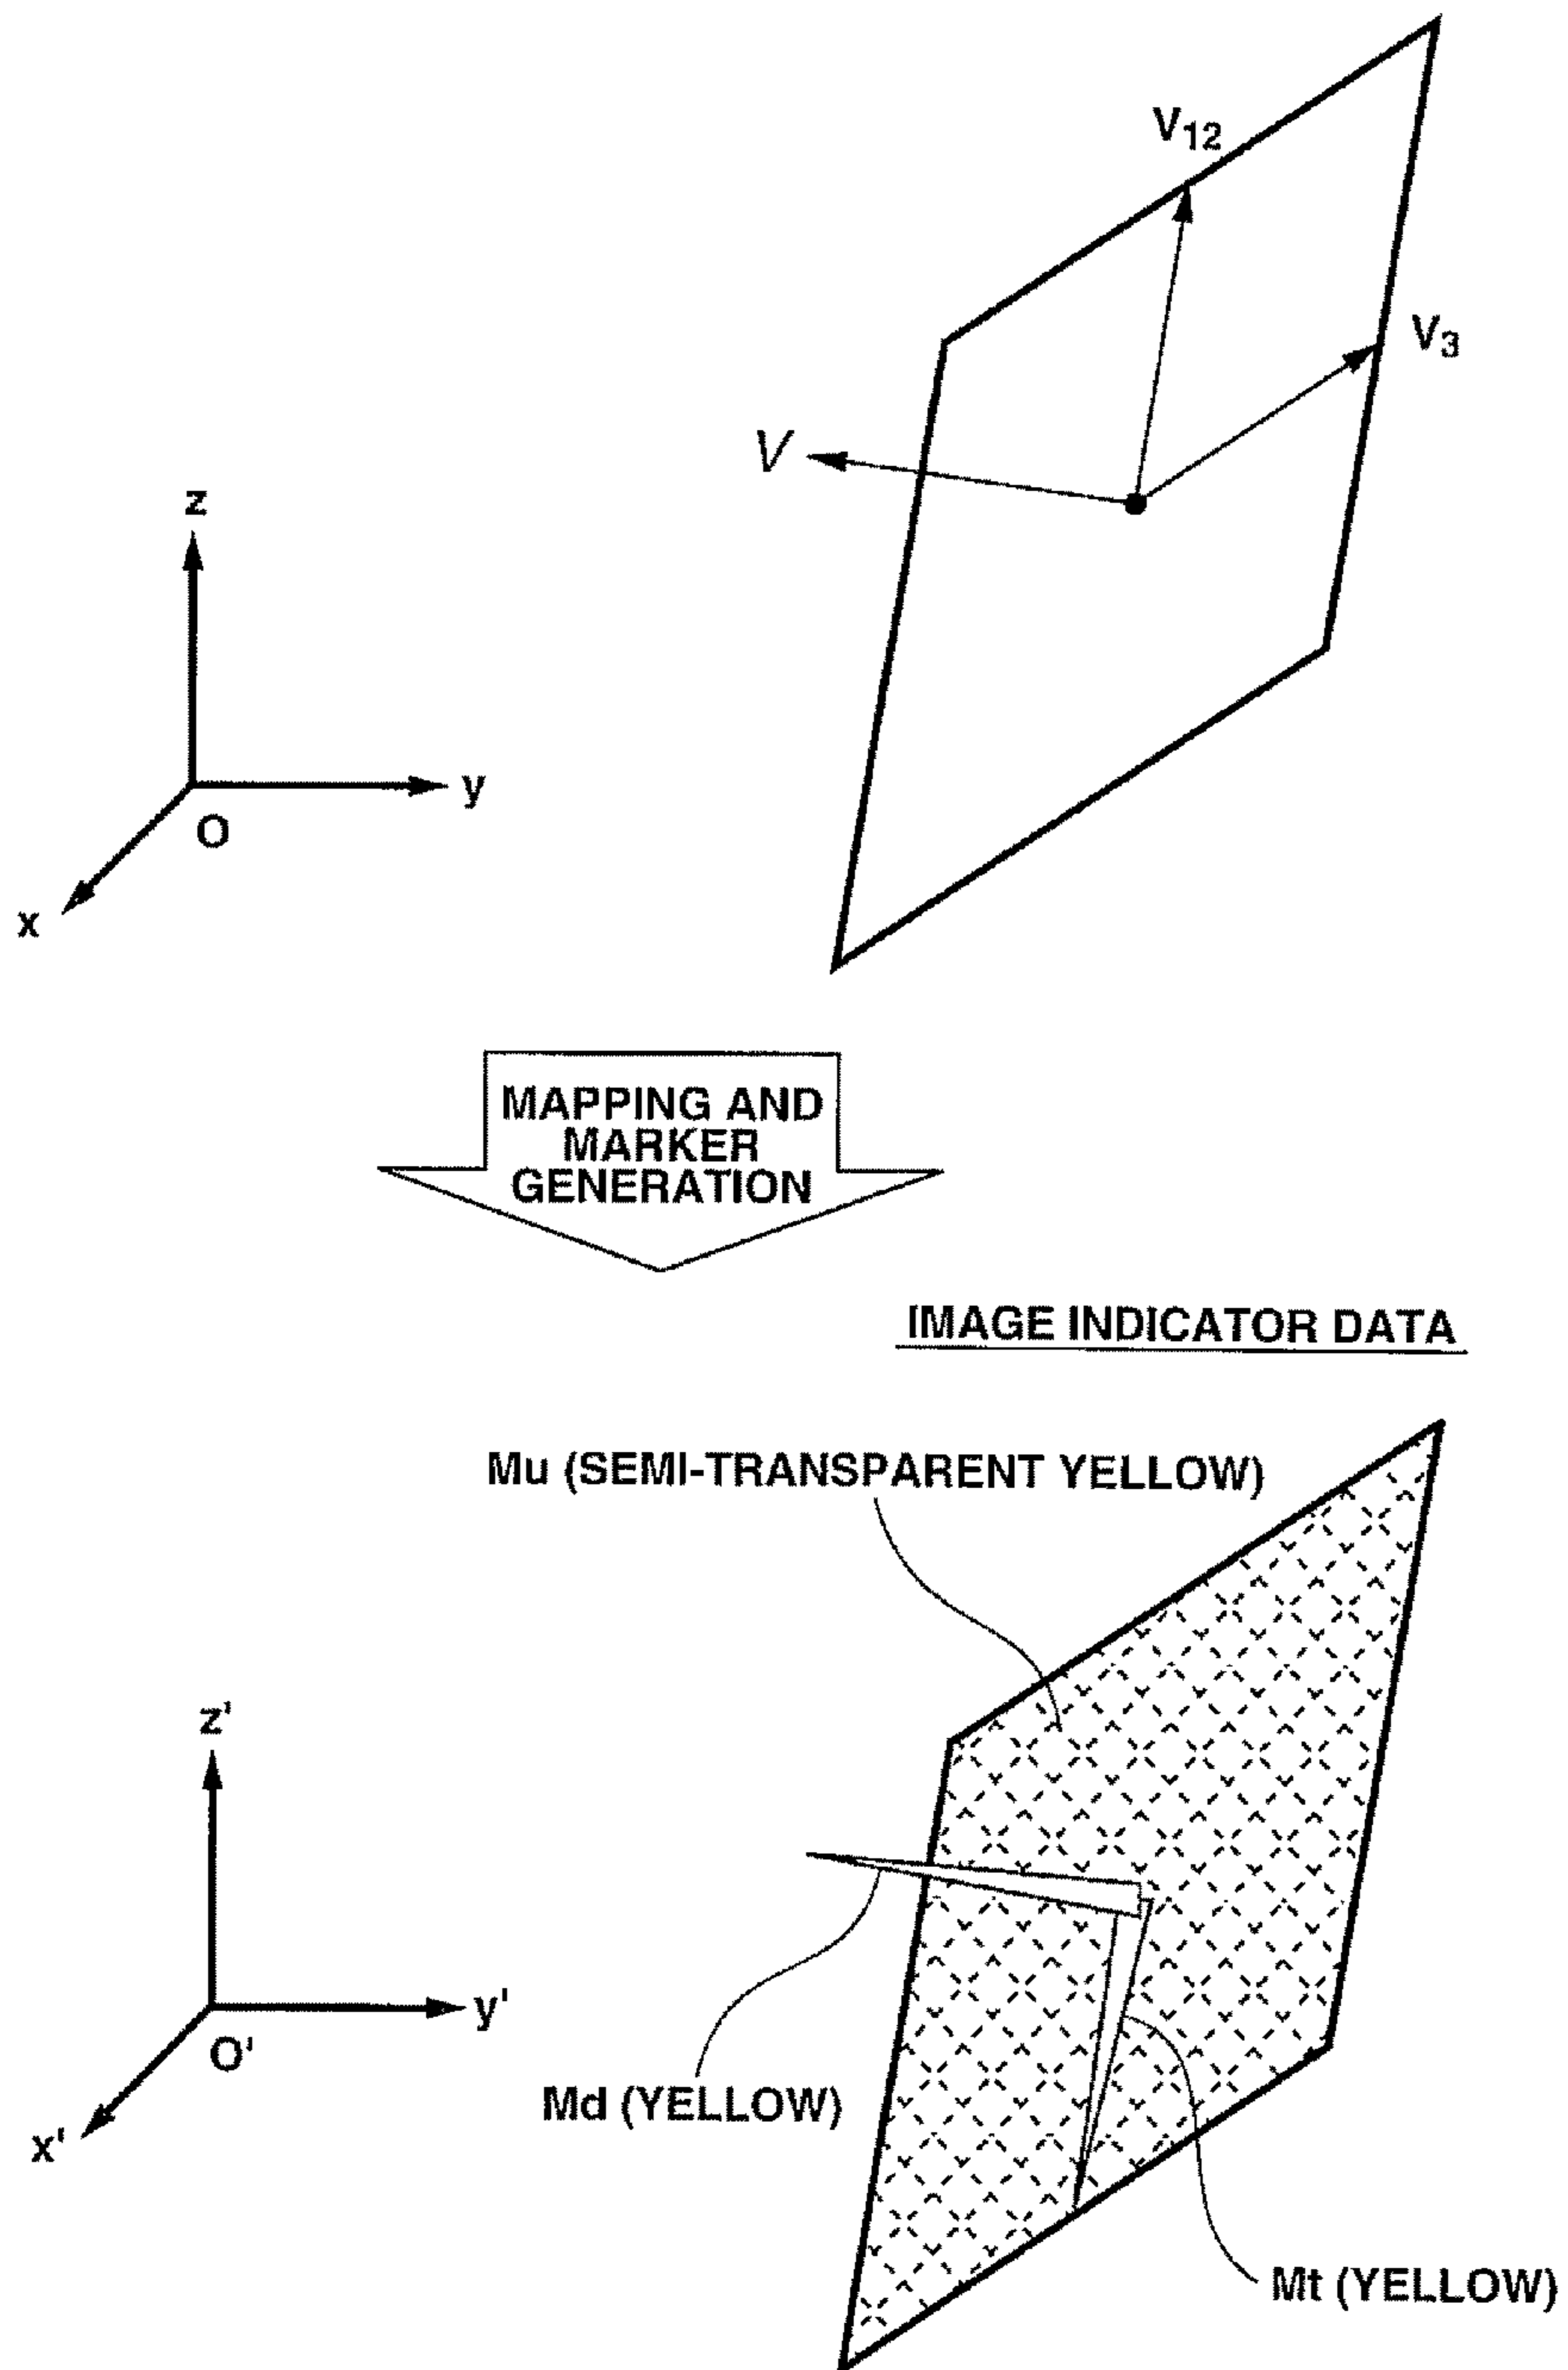 V12
V3
V
z
y
O
x
MAPPING AND
MARKER
GENERATION
IMAGE INDICATOR DATA
Mu (SEMI-TRANSPARENT YELLOW)
z'
y'
O'
x'
Md (YELLOW)
Mt (YELLOW)